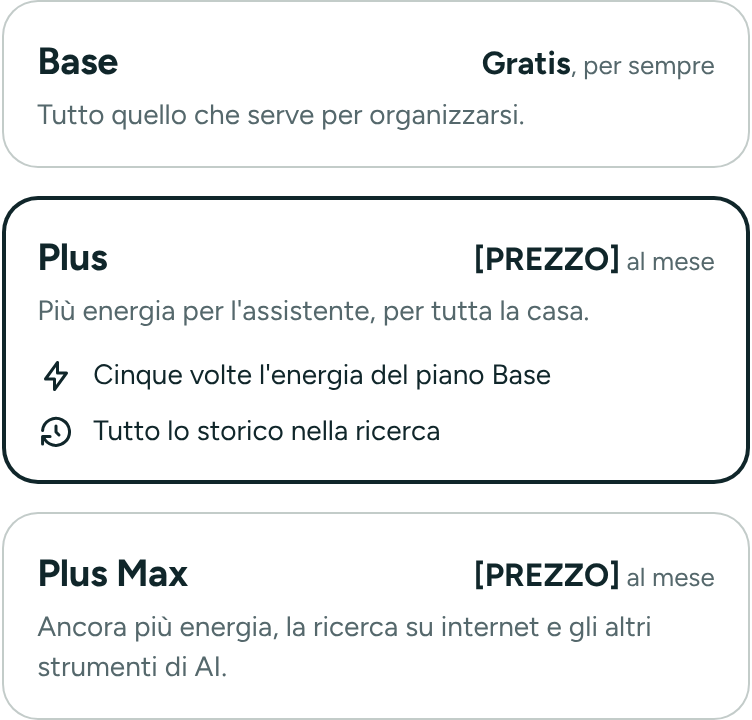 Base
Gratis, per sempre
Tutto quello che serve per organizzarsi.
Plus
[PREZZO] al mese
Più energia per l'assistente, per tutta la casa.
Cinque volte l'energia del piano Base
Tutto lo storico nella ricerca
Plus Max
[PREZZO] al mese
Ancora più energia, la ricerca su internet e gli altri
strumenti di AI.